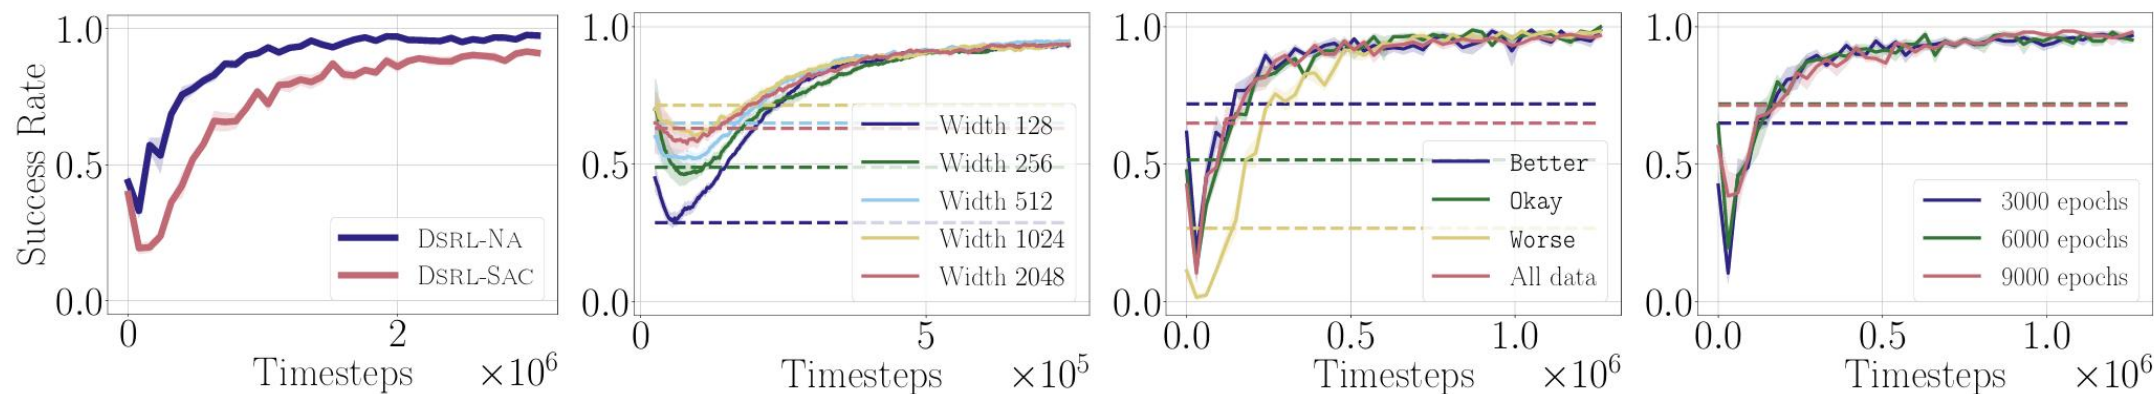 Success Rate
1.0
0.5
0.0
0
2
Timesteps
×10^6
DSRL-NA
DSRL-SAC
1.0
0.5
0.0
0
5
Timesteps
×10^5
Width 128
Width 256
Width 512
Width 1024
Width 2048
1.0
0.5
0.0
0.0
0.5
1.0
Timesteps
×10^6
Better
Okay
Worse
All data
1.0
0.5
0.0
0.0
0.5
1.0
Timesteps
×10^6
3000 epochs
6000 epochs
9000 epochs